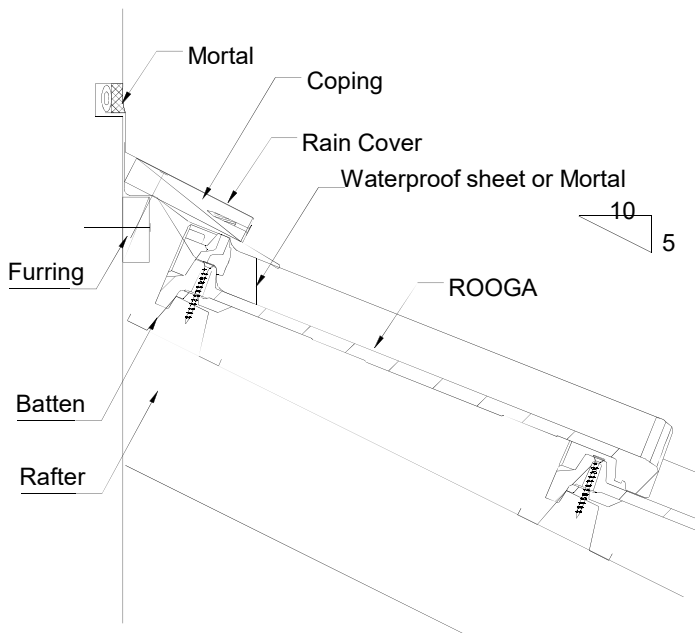 Mortal
Coping
Rain Cover
Waterproof sheet or Mortal
10
5
Furring
ROOGA
Batten
Rafter